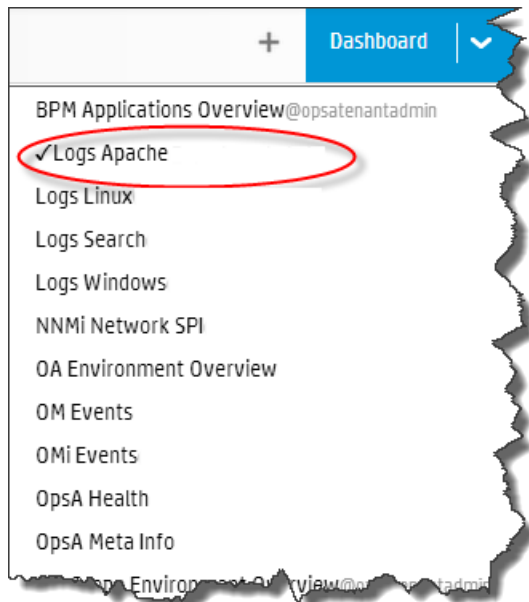 + Dashboard
BPM Applications Overview@opsatenantadmin
✓Logs Apache
Logs Linux
Logs Search
Logs Windows
NNMi Network SPI
OA Environment Overview
OM Events
OMi Events
OpsA Health
OpsA Meta Info